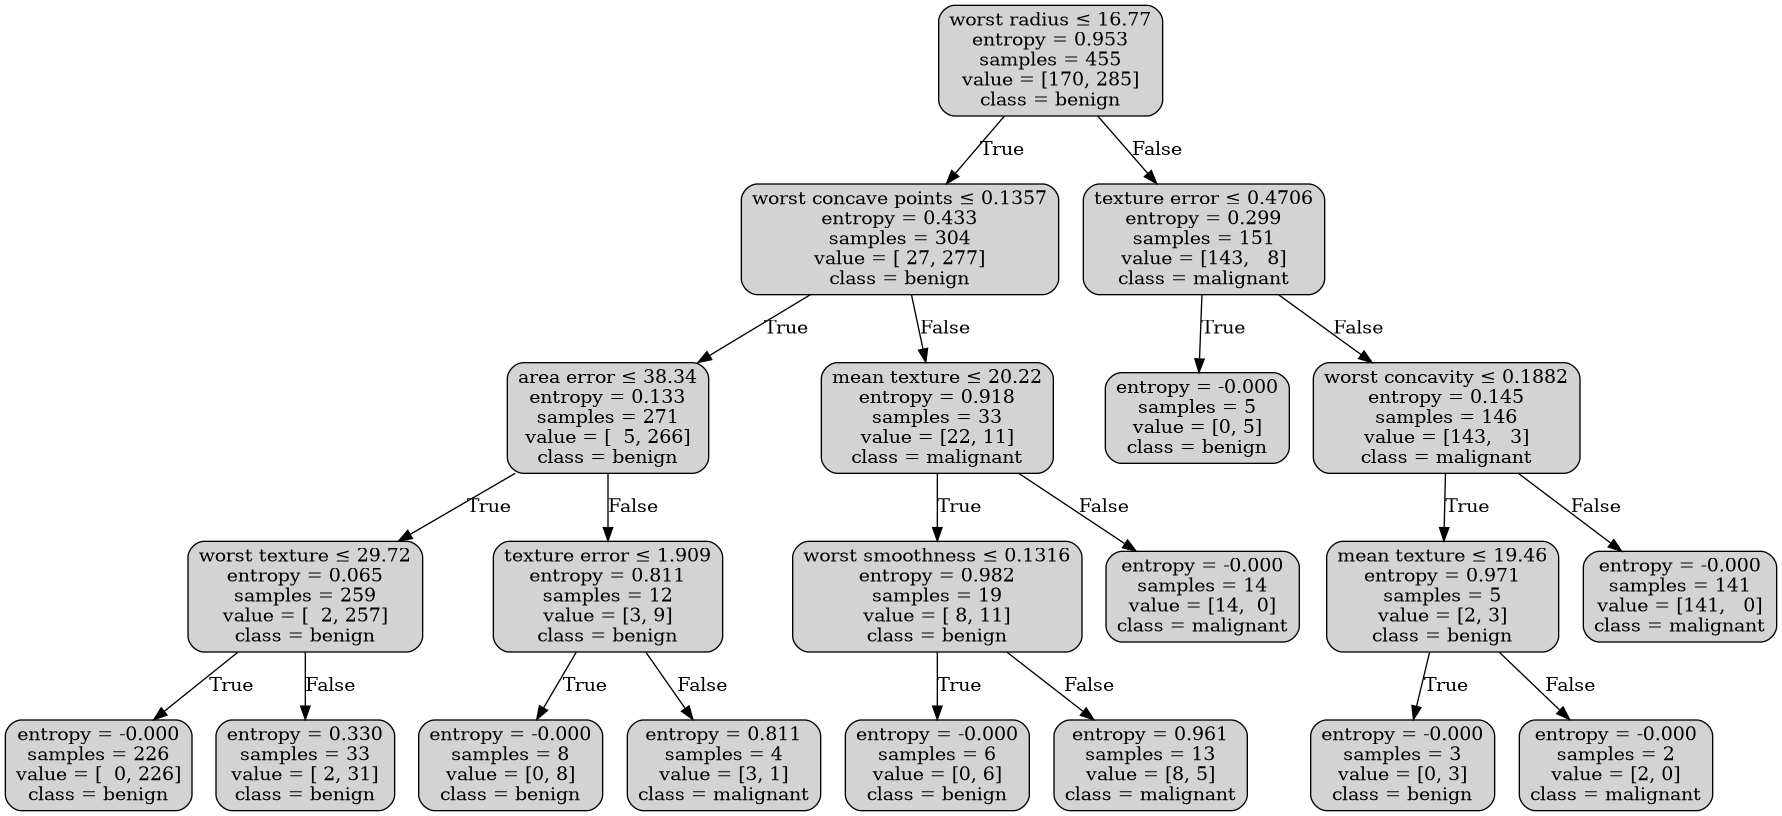 worst radius ≤ 16.77
entropy = 0.953
samples = 455
value = [170, 285]
class = benign
True
False
worst concave points ≤ 0.1357
entropy = 0.433
samples = 304
value = [ 27, 277]
class = benign
texture error ≤ 0.4706
entropy = 0.299
samples = 151
value = [143,   8]
class = malignant
True
False
True
False
area error ≤ 38.34
entropy = 0.133
samples = 271
value = [  5, 266]
class = benign
mean texture ≤ 20.22
entropy = 0.918
samples = 33
value = [22, 11]
class = malignant
entropy = -0.000
samples = 5
value = [0, 5]
class = benign
worst concavity ≤ 0.1882
entropy = 0.145
samples = 146
value = [143,   3]
class = malignant
True
False
True
False
True
False
worst texture ≤ 29.72
entropy = 0.065
samples = 259
value = [  2, 257]
class = benign
texture error ≤ 1.909
entropy = 0.811
samples = 12
value = [3, 9]
class = benign
worst smoothness ≤ 0.1316
entropy = 0.982
samples = 19
value = [ 8, 11]
class = benign
entropy = -0.000
samples = 14
value = [14,  0]
class = malignant
mean texture ≤ 19.46
entropy = 0.971
samples = 5
value = [2, 3]
class = benign
entropy = -0.000
samples = 141
value = [141,   0]
class = malignant
True
False
True
False
True
False
True
False
entropy = -0.000
samples = 226
value = [  0, 226]
class = benign
entropy = 0.330
samples = 33
value = [ 2, 31]
class = benign
entropy = -0.000
samples = 8
value = [0, 8]
class = benign
entropy = 0.811
samples = 4
value = [3, 1]
class = malignant
entropy = -0.000
samples = 6
value = [0, 6]
class = benign
entropy = 0.961
samples = 13
value = [8, 5]
class = malignant
entropy = -0.000
samples = 3
value = [0, 3]
class = benign
entropy = -0.000
samples = 2
value = [2, 0]
class = malignant